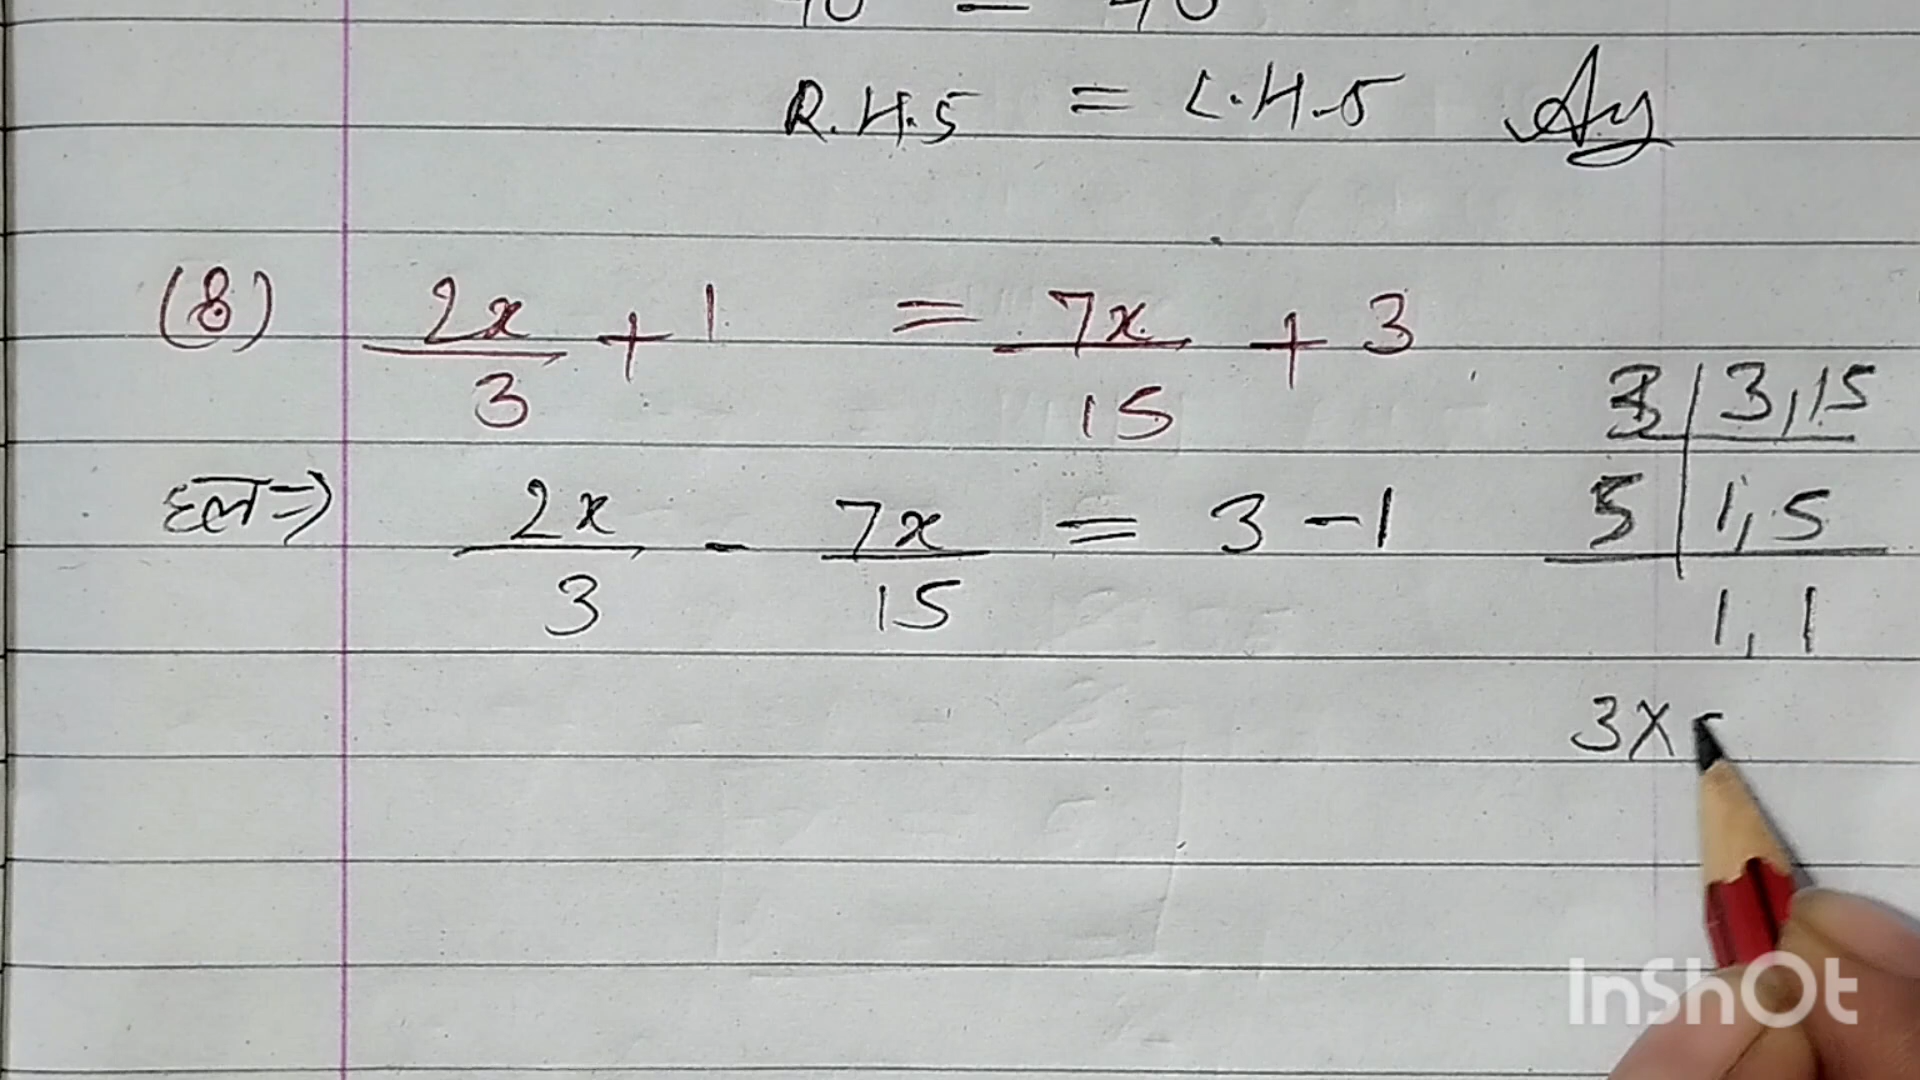 R.H.S = L.H.S Ans
(8) 2x/3 + 1 = 7x/15 + 3
हल⇒ 2x/3 - 7x/15 = 3 - 1
3 | 3, 15
5 | 1, 5
1, 1
3 ×
InShOt